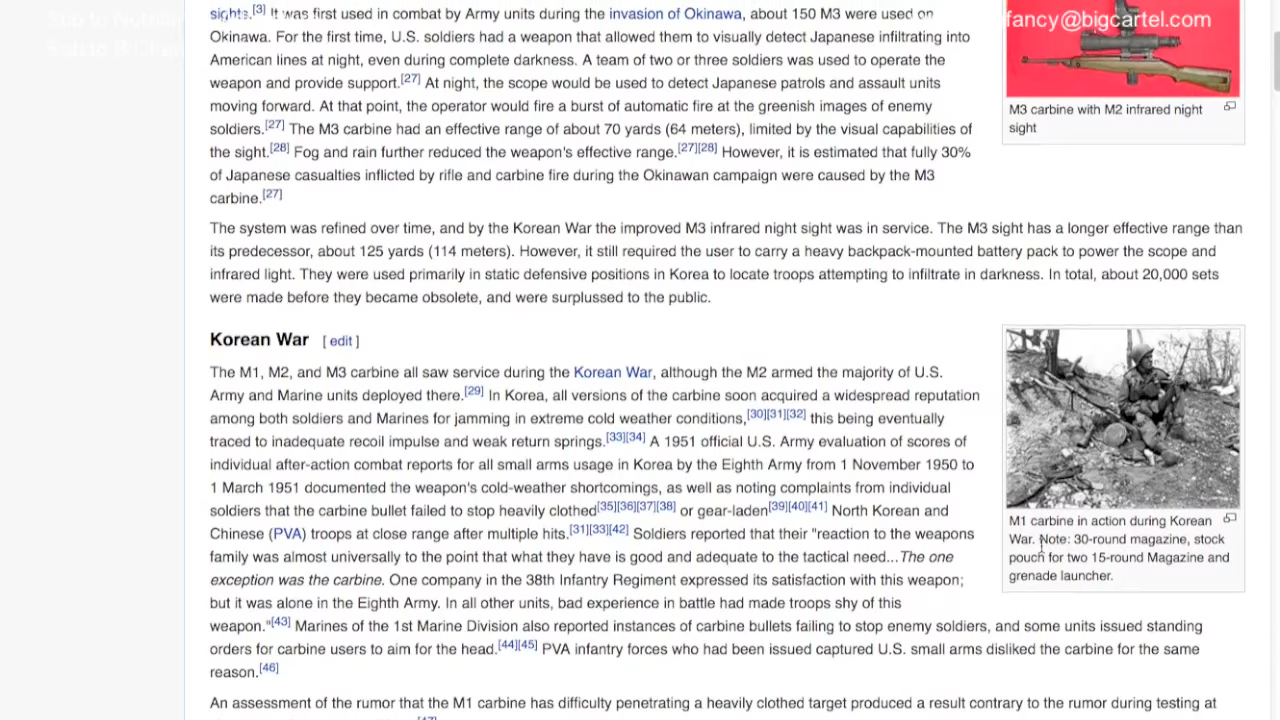 sights.[3] It was first used in combat by Army units during the invasion of Okinawa, about 150 M3 were used on
fancy@bigcartel.com
Okinawa. For the first time, U.S. soldiers had a weapon that allowed them to visually detect Japanese infiltrating into
American lines at night, even during complete darkness. A team of two or three soldiers was used to operate the
weapon and provide support.[27] At night, the scope would be used to detect Japanese patrols and assault units
moving forward. At that point, the operator would fire a burst of automatic fire at the greenish images of enemy
soldiers.[27] The M3 carbine had an effective range of about 70 yards (64 meters), limited by the visual capabilities of
the sight.[28] Fog and rain further reduced the weapon's effective range.[27][28] However, it is estimated that fully 30%
of Japanese casualties inflicted by rifle and carbine fire during the Okinawan campaign were caused by the M3
carbine.[27]
M3 carbine with M2 infrared night
sight
The system was refined over time, and by the Korean War the improved M3 infrared night sight was in service. The M3 sight has a longer effective range than
its predecessor, about 125 yards (114 meters). However, it still required the user to carry a heavy backpack-mounted battery pack to power the scope and
infrared light. They were used primarily in static defensive positions in Korea to locate troops attempting to infiltrate in darkness. In total, about 20,000 sets
were made before they became obsolete, and were surplussed to the public.
Korean War [ edit ]
The M1, M2, and M3 carbine all saw service during the Korean War, although the M2 armed the majority of U.S.
Army and Marine units deployed there.[29] In Korea, all versions of the carbine soon acquired a widespread reputation
among both soldiers and Marines for jamming in extreme cold weather conditions,[30][31][32] this being eventually
traced to inadequate recoil impulse and weak return springs.[33][34] A 1951 official U.S. Army evaluation of scores of
individual after-action combat reports for all small arms usage in Korea by the Eighth Army from 1 November 1950 to
1 March 1951 documented the weapon's cold-weather shortcomings, as well as noting complaints from individual
soldiers that the carbine bullet failed to stop heavily clothed[35][36][37][38] or gear-laden[39][40][41] North Korean and
Chinese (PVA) troops at close range after multiple hits.[31][33][42] Soldiers reported that their "reaction to the weapons
family was almost universally to the point that what they have is good and adequate to the tactical need...The one
exception was the carbine. One company in the 38th Infantry Regiment expressed its satisfaction with this weapon;
but it was alone in the Eighth Army. In all other units, bad experience in battle had made troops shy of this
weapon."[43] Marines of the 1st Marine Division also reported instances of carbine bullets failing to stop enemy soldiers, and some units issued standing
orders for carbine users to aim for the head.[44][45] PVA infantry forces who had been issued captured U.S. small arms disliked the carbine for the same
reason.[46]
M1 carbine in action during Korean
War. Note: 30-round magazine, stock
pouch for two 15-round Magazine and
grenade launcher.
An assessment of the rumor that the M1 carbine has difficulty penetrating a heavily clothed target produced a result contrary to the rumor during testing at